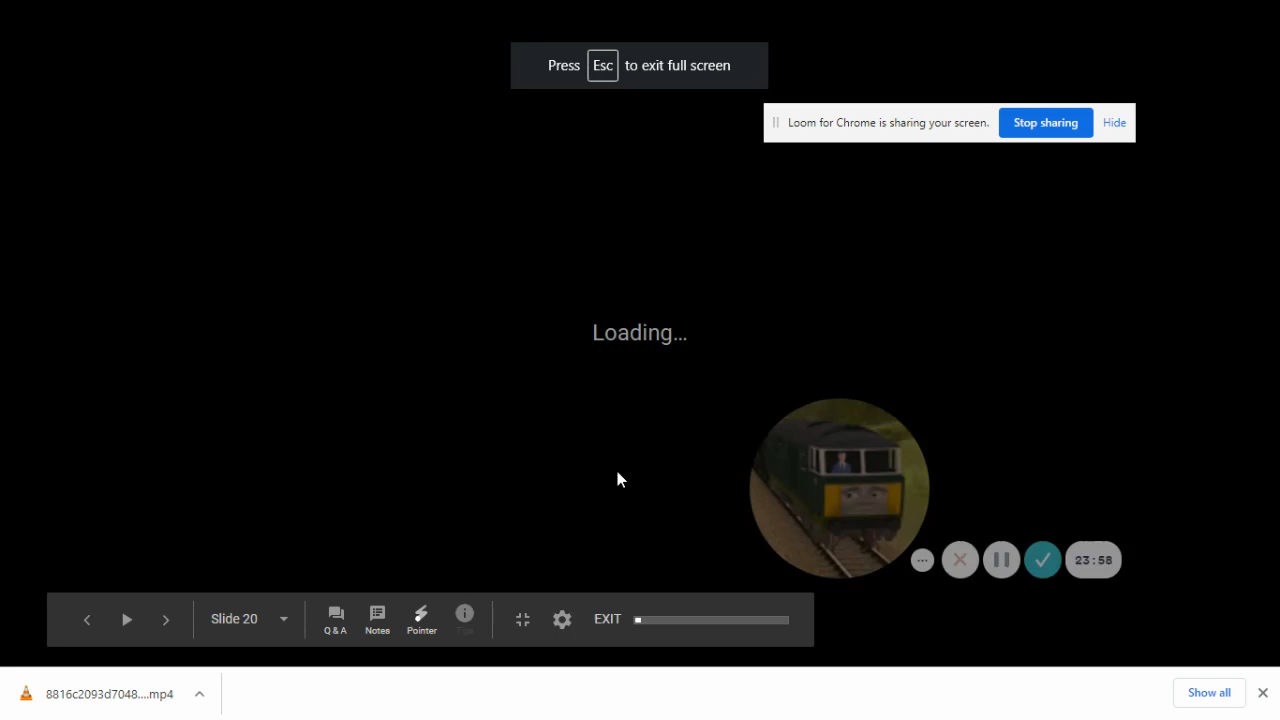 Press Esc to exit full screen
Loom for Chrome is sharing your screen. Stop sharing Hide
Loading...
23:58
Slide 20 Q & A Notes Pointer Tips EXIT
8816c2093d7048....mp4 Show all